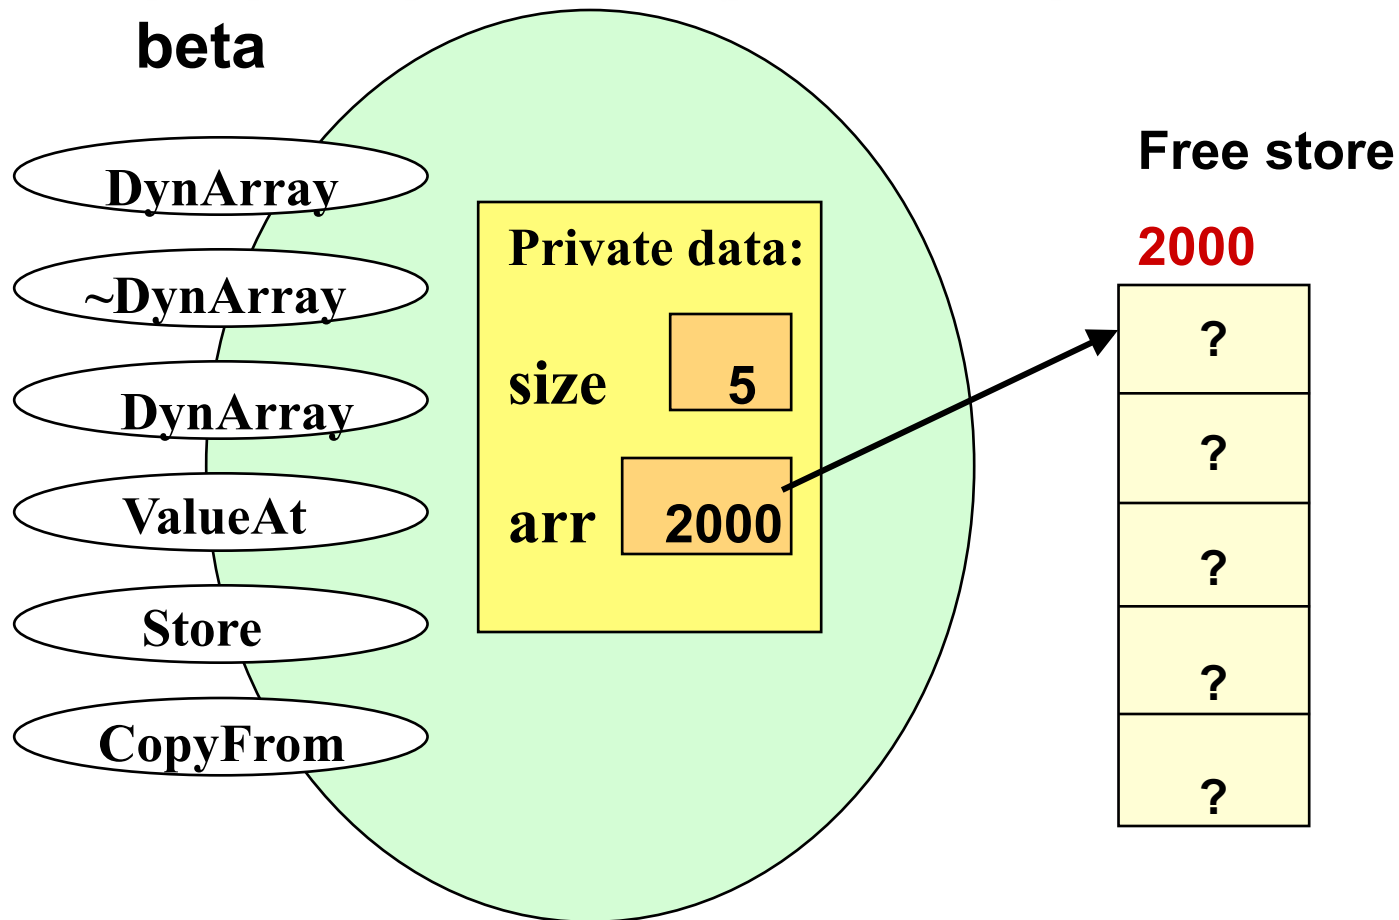 beta
DynArray
~DynArray
DynArray
ValueAt
Store
CopyFrom
Private data:
size 5
arr 2000
Free store
2000
?
?
?
?
?